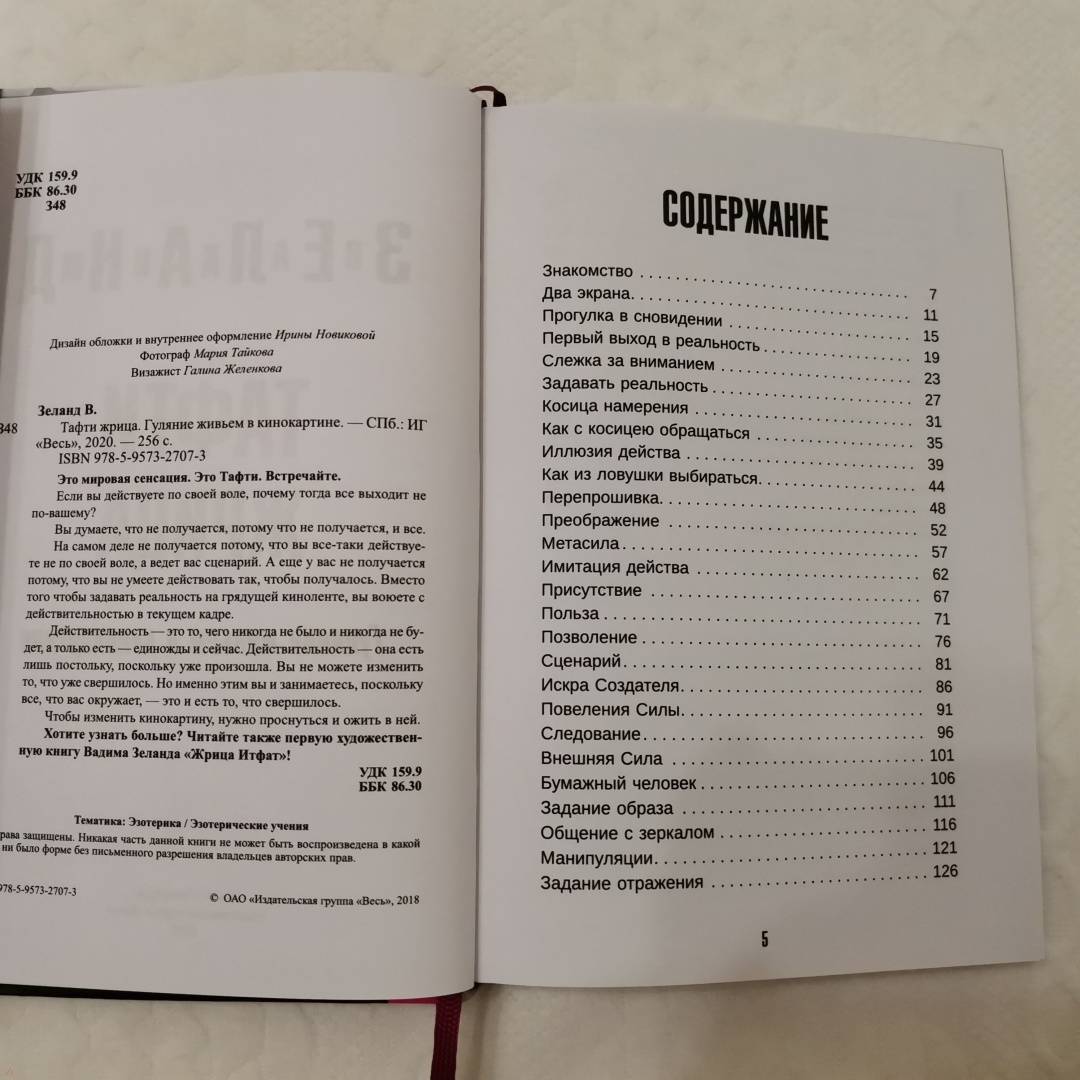 УДК 159.9
ББК 86.30
З48
Дизайн обложки и внутреннее оформление Ирины Новиковой
Фотограф Мария Тайкова
Визажист Галина Желенкова
Зеланд В.
З48 Тафти жрица. Гуляние живьем в кинокартине. — СПб.: ИГ
«Весь», 2020. — 256 с.
ISBN 978-5-9573-2707-3
Это мировая сенсация. Это Тафти. Встречайте.
Если вы действуете по своей воле, почему тогда все выходит не
по-вашему?
Вы думаете, что не получается, потому что не получается, и все.
На самом деле не получается потому, что вы все-таки действуе-
те не по своей воле, а ведет вас сценарий. А еще у вас не получается
потому, что вы не умеете действовать так, чтобы получалось. Вместо
того чтобы задавать реальность на грядущей киноленте, вы воюете с
действительностью в текущем кадре.
Действительность — это то, чего никогда не было и никогда не бу-
дет, а только есть — единожды и сейчас. Действительность — она есть
лишь постольку, поскольку уже произошла. Вы не можете изменить
то, что уже свершилось. Но именно этим вы и занимаетесь, поскольку
все, что вас окружает, — это и есть то, что свершилось.
Чтобы изменить кинокартину, нужно проснуться и ожить в ней.
Хотите узнать больше? Читайте также первую художествен-
ную книгу Вадима Зеланда «Жрица Итфат»!
УДК 159.9
ББК 86.30
Тематика: Эзотерика / Эзотерические учения
защищены. Никакая часть данной книги не может быть воспроизведена в какой
ни было форме без письменного разрешения владельцев авторских прав.
978-5-9573-2707-3
© ОАО «Издательская группа «Весь», 2018
СОДЕРЖАНИЕ
Знакомство . . . . . 7
Два экрана. . . . . . 11
Прогулка в сновидении . . . . . 15
Первый выход в реальность . . . . . 19
Слежка за вниманием . . . . . 23
Задавать реальность . . . . . 27
Косица намерения . . . . . 31
Как с косицею обращаться . . . . . 35
Иллюзия действа . . . . . 39
Как из ловушки выбираться. . . . . . 44
Перепрошивка. . . . . . 48
Преображение . . . . . 52
Метасила . . . . . 57
Имитация действа . . . . . 62
Присутствие . . . . . 67
Польза . . . . . 71
Позволение . . . . . 76
Сценарий. . . . . . 81
Искра Создателя. . . . . . 86
Повеления Силы. . . . . . 91
Следование. . . . . . 96
Внешняя Сила . . . . . 101
Бумажный человек . . . . . 106
Задание образа . . . . . 111
Общение с зеркалом . . . . . 116
Манипуляции. . . . . . 121
Задание отражения . . . . . 126
5